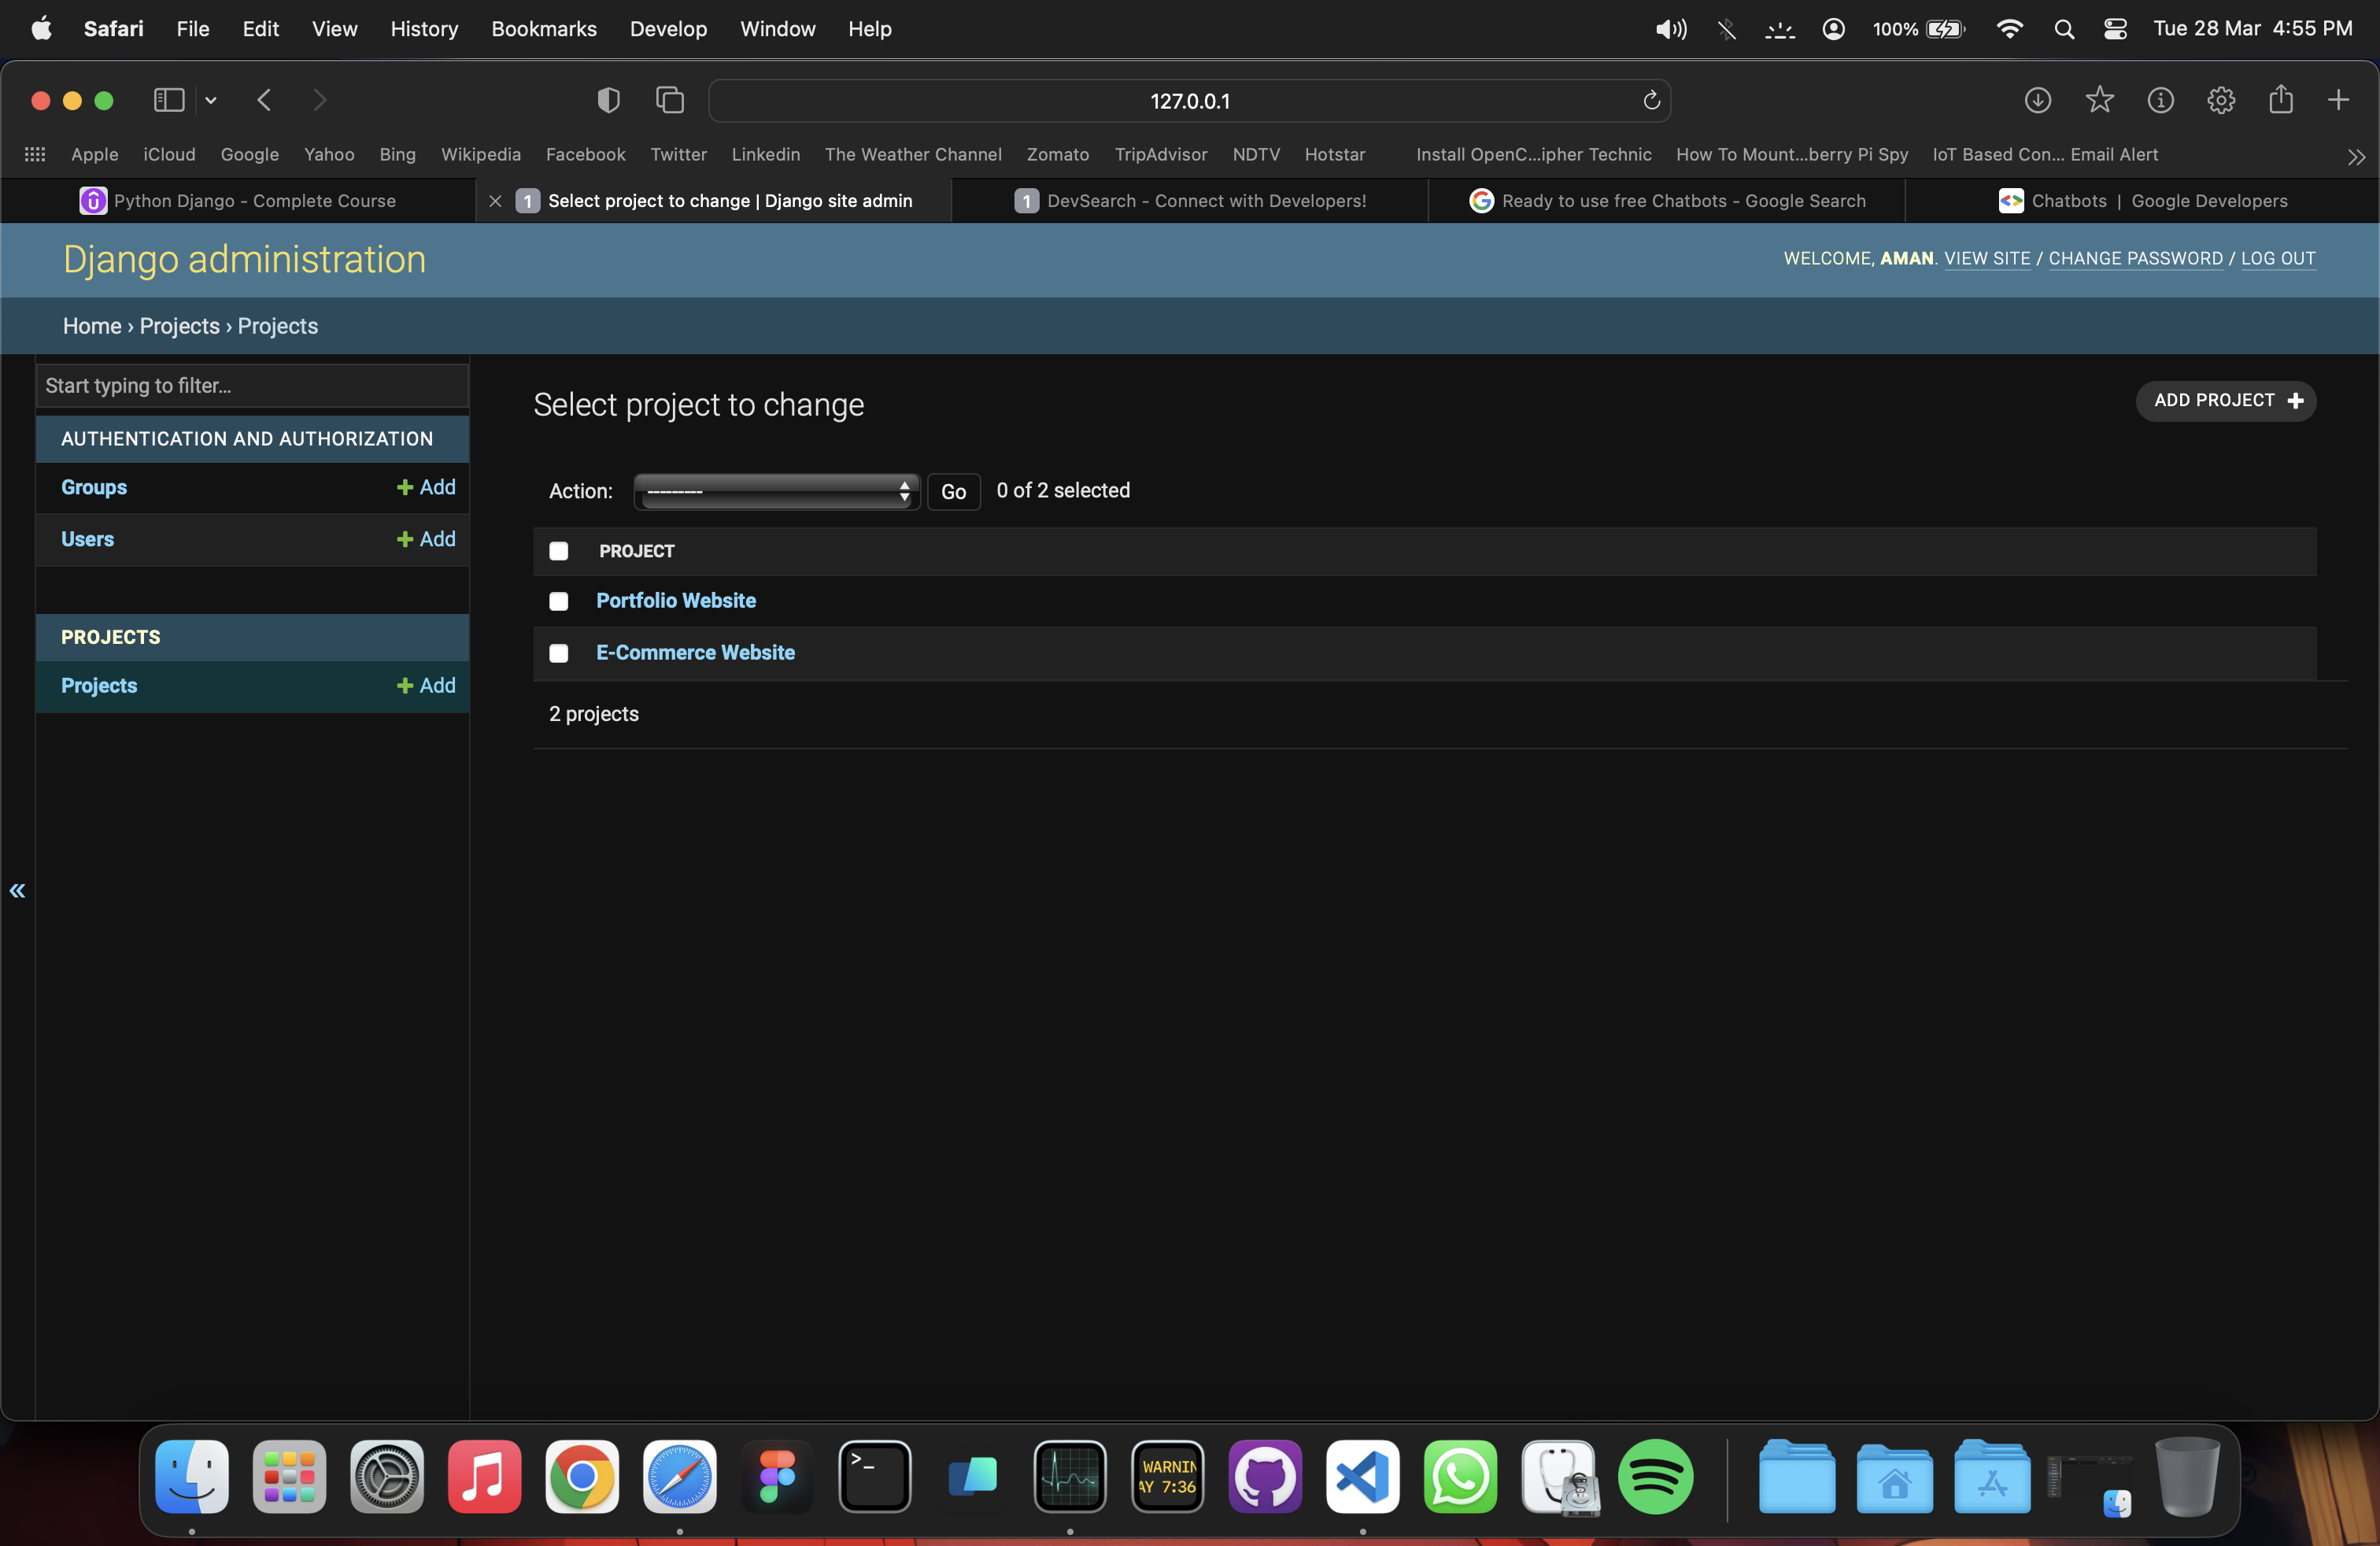 Safari File Edit View History Bookmarks Develop Window Help 100% Tue 28 Mar 4:55 PM
127.0.0.1
Apple iCloud Google Yahoo Bing Wikipedia Facebook Twitter Linkedin The Weather Channel Zomato TripAdvisor NDTV Hotstar Install OpenC...ipher Technic How To Mount...berry Pi Spy IoT Based Con... Email Alert
Python Django - Complete Course 1 Select project to change | Django site admin 1 DevSearch - Connect with Developers! Ready to use free Chatbots - Google Search Chatbots | Google Developers
Django administration
WELCOME, AMAN. VIEW SITE / CHANGE PASSWORD / LOG OUT
Home › Projects › Projects
Start typing to filter...
AUTHENTICATION AND AUTHORIZATION
Groups + Add
Users + Add
PROJECTS
Projects + Add
«
Select project to change
ADD PROJECT +
Action: --------- Go 0 of 2 selected
PROJECT
Portfolio Website
E-Commerce Website
2 projects
>_
WARNIN
AY 7:36